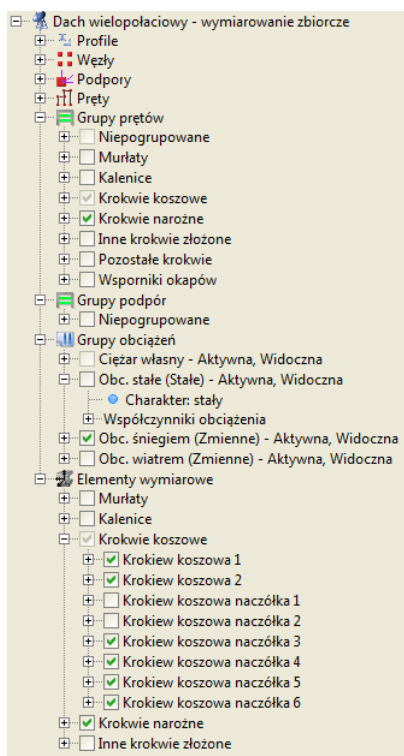 Dach wielopołaciowy - wymiarowanie zbiorcze
Profile
Węzły
Podpory
Pręty
Grupy prętów
Niepogrupowane
Murłaty
Kalenice
Krokwie koszowe
Krokwie narożne
Inne krokwie złożone
Pozostałe krokwie
Wsporniki okapów
Grupy podpór
Niepogrupowane
Grupy obciążeń
Ciężar własny - Aktywna, Widoczna
Obc. stałe (Stałe) - Aktywna, Widoczna
Charakter: stały
Współczynniki obciążenia
Obc. śniegiem (Zmienne) - Aktywna, Widoczna
Obc. wiatrem (Zmienne) - Aktywna, Widoczna
Elementy wymiarowe
Murłaty
Kalenice
Krokwie koszowe
Krokiew koszowa 1
Krokiew koszowa 2
Krokiew koszowa naczółka 1
Krokiew koszowa naczółka 2
Krokiew koszowa naczółka 3
Krokiew koszowa naczółka 4
Krokiew koszowa naczółka 5
Krokiew koszowa naczółka 6
Krokwie narożne
Inne krokwie złożone